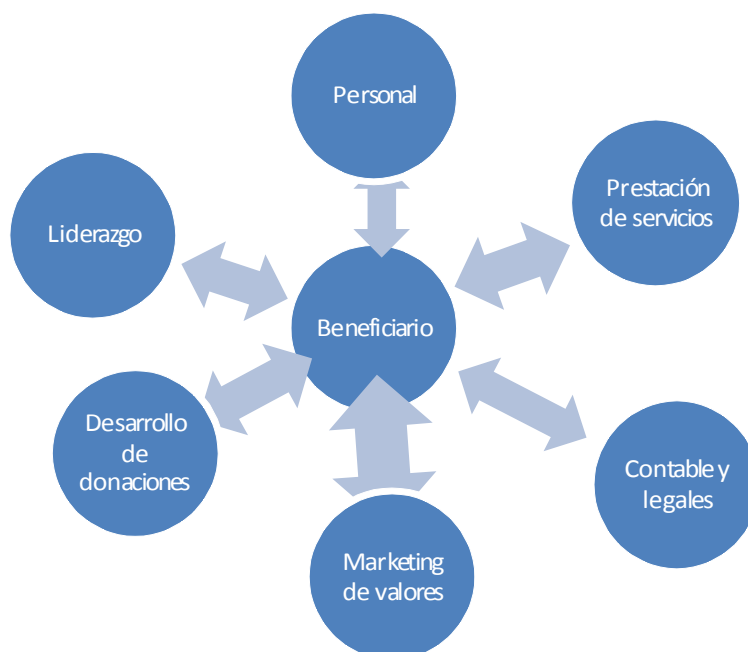 Personal
Prestación
de servicios
Liderazgo
Beneficiario
Desarrollo
de
donaciones
Contable y
legales
Marketing
de valores